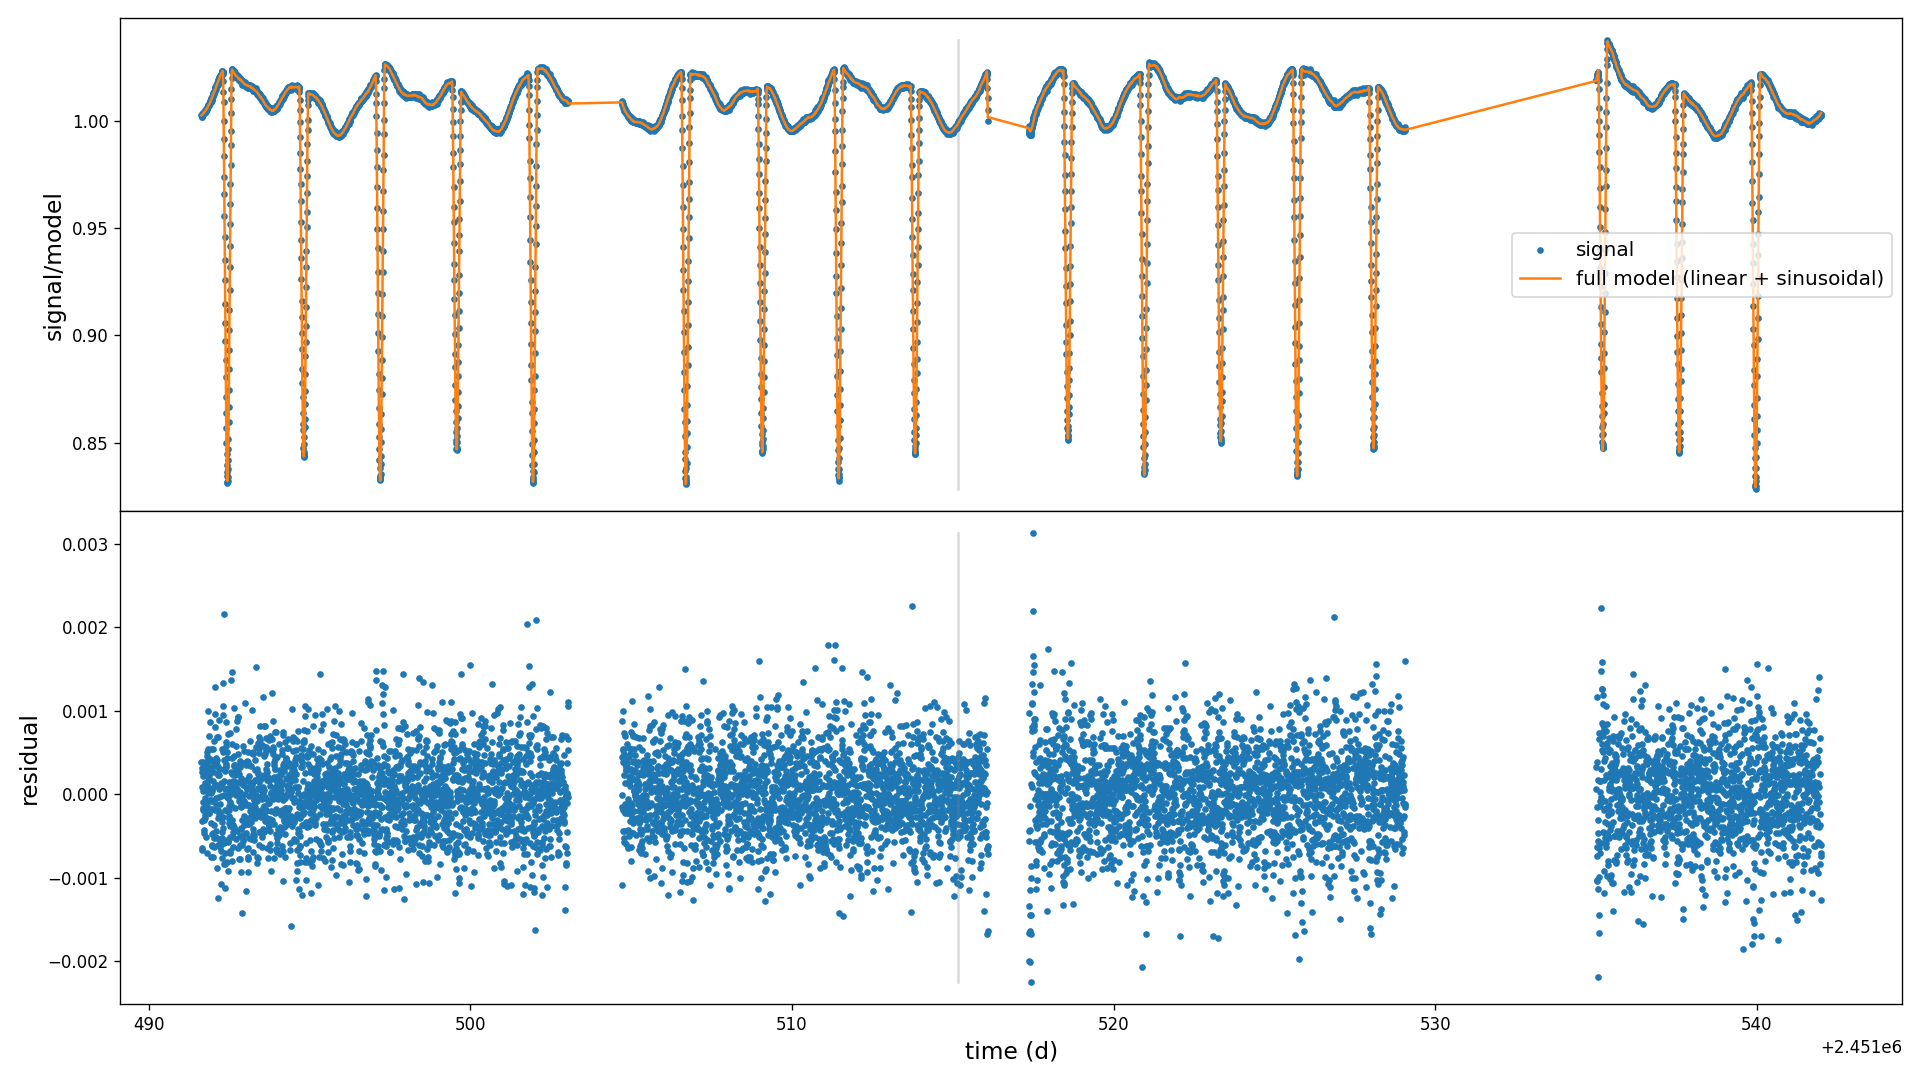 1.00
0.95
0.90
0.85
signal/model
signal
full model (linear + sinusoidal)
0.003
0.002
0.001
0.000
−0.001
−0.002
residual
490
500
510
520
530
540
time (d)
+2.451e6